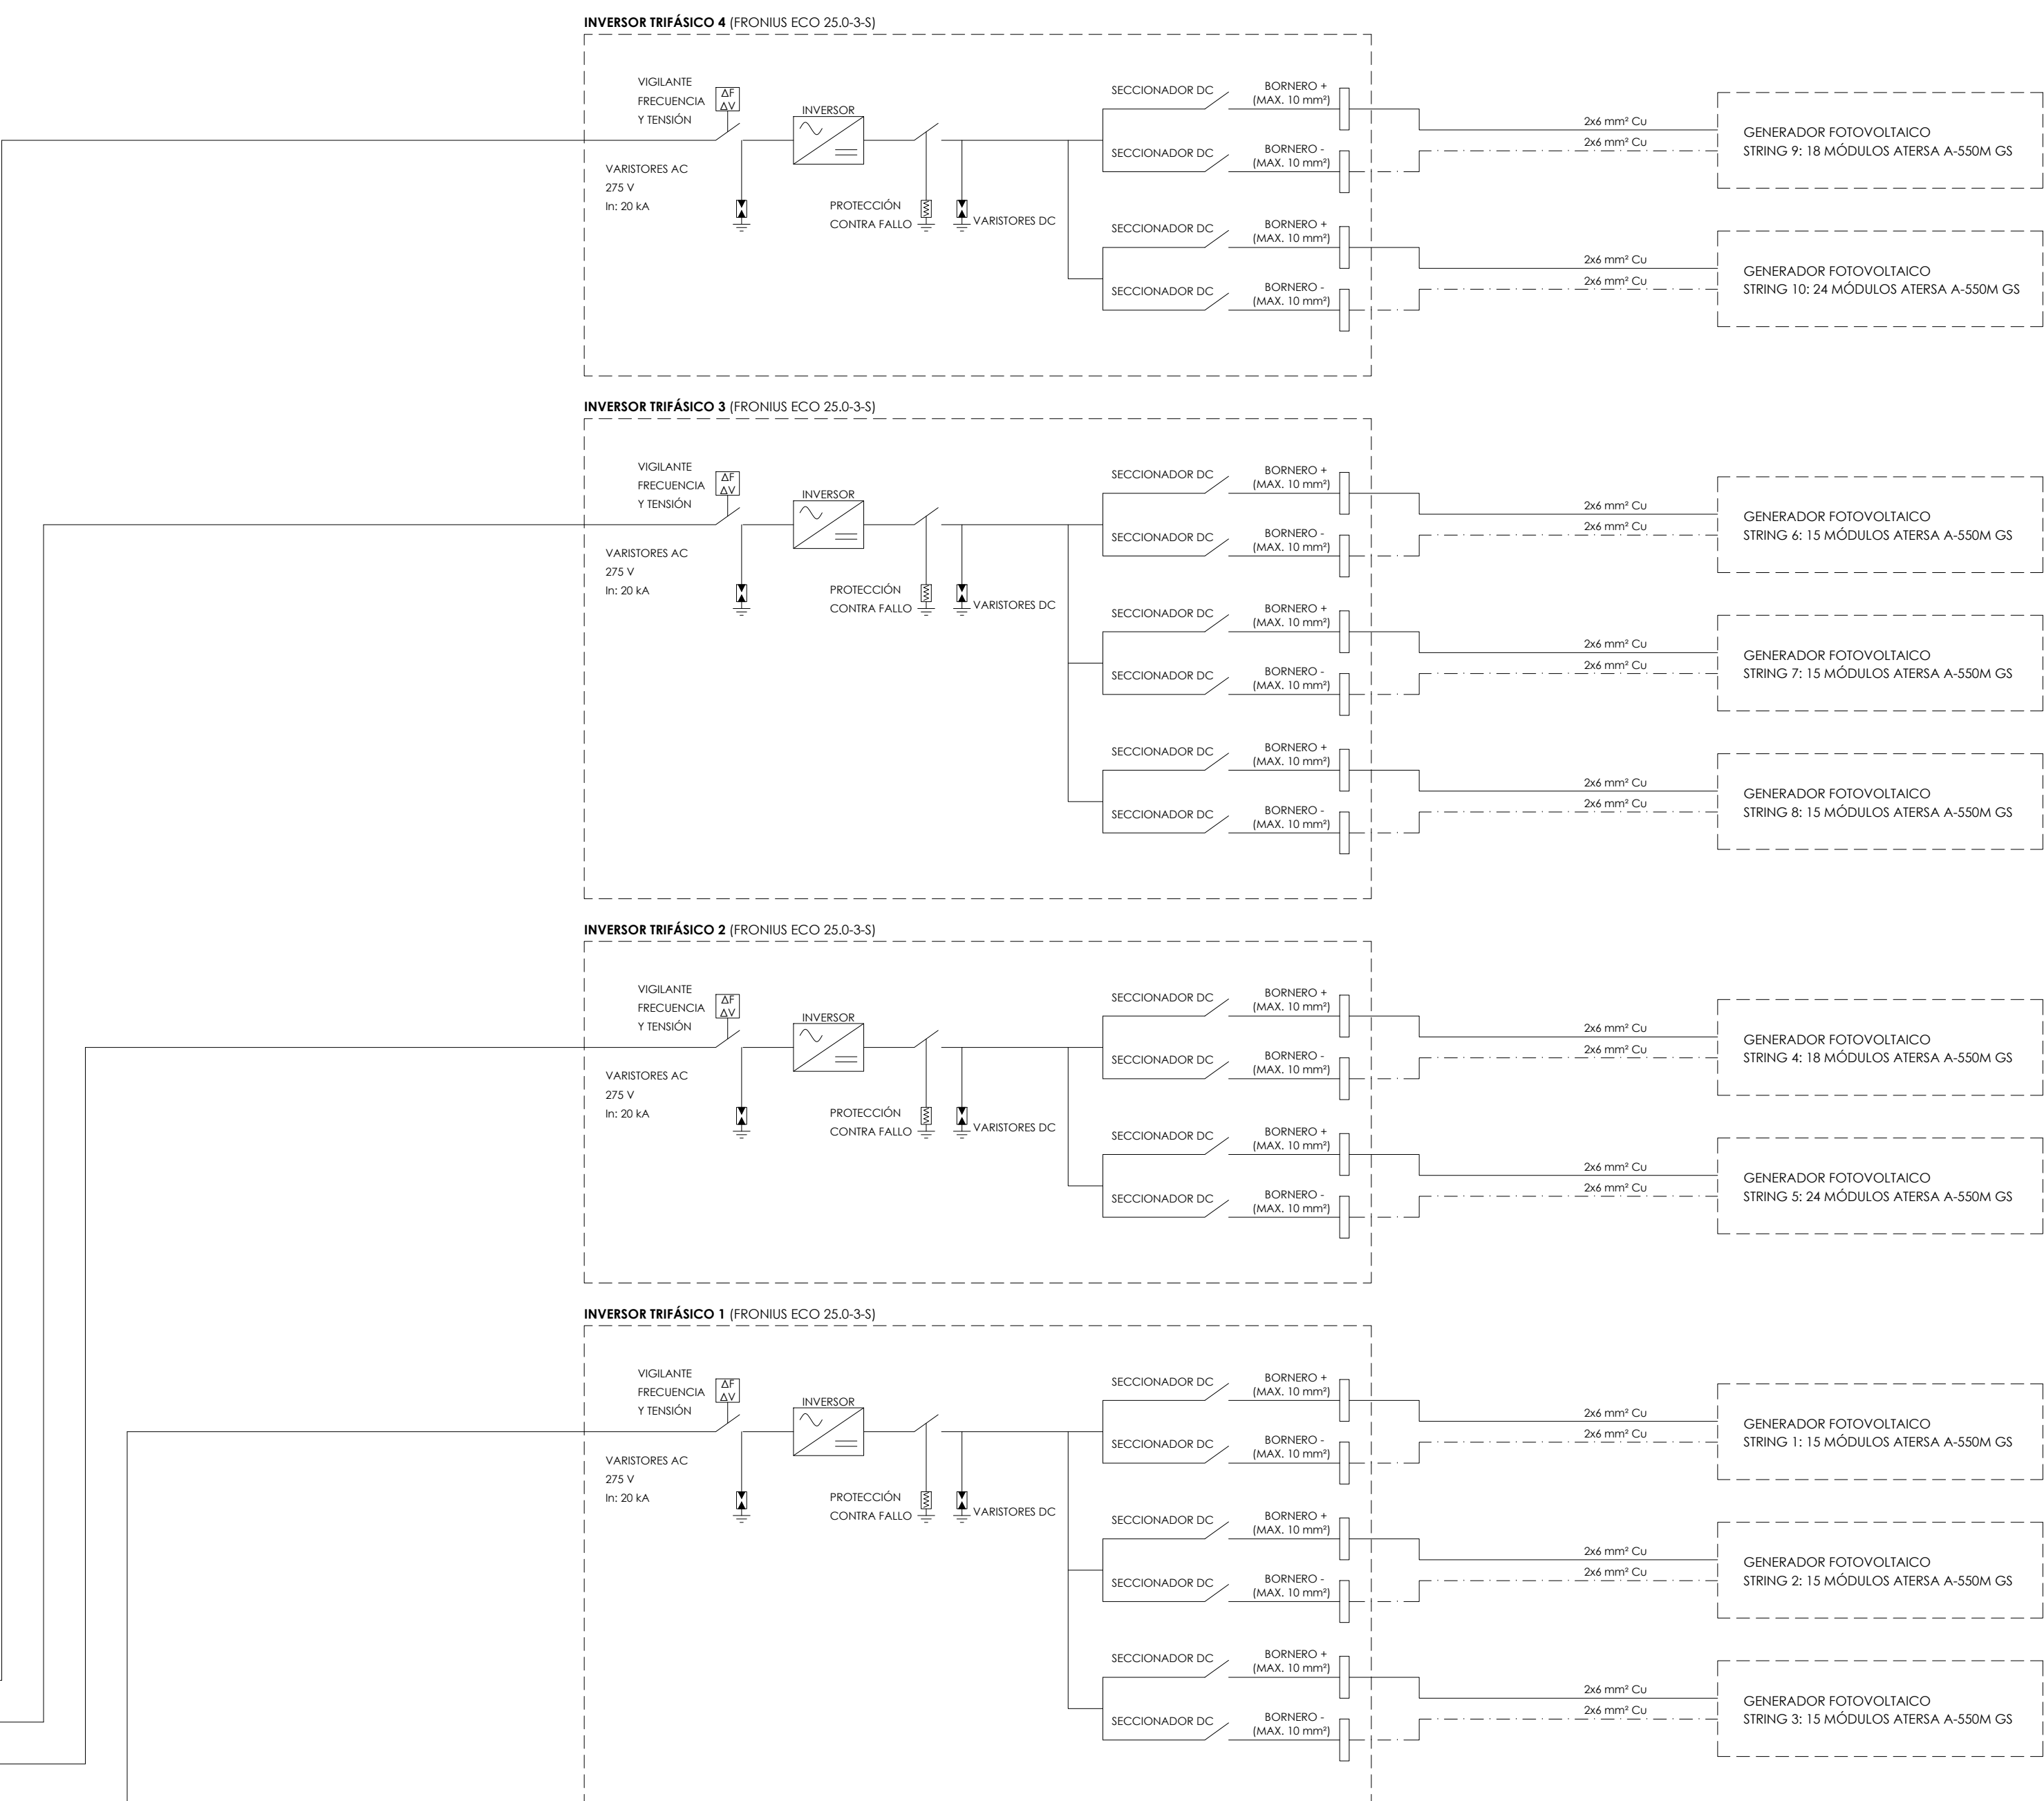 INVERSOR TRIFÁSICO 4 (FRONIUS ECO 25.0-3-S)
VIGILANTE
FRECUENCIA
Y TENSIÓN
ΔF
ΔV
INVERSOR
VARISTORES AC
275 V
In: 20 kA
PROTECCIÓN
CONTRA FALLO
VARISTORES DC
SECCIONADOR DC
BORNERO +
(MAX. 10 mm²)
SECCIONADOR DC
BORNERO -
(MAX. 10 mm²)
2x6 mm² Cu
2x6 mm² Cu
GENERADOR FOTOVOLTAICO
STRING 9: 18 MÓDULOS ATERSA A-550M GS
SECCIONADOR DC
BORNERO +
(MAX. 10 mm²)
SECCIONADOR DC
BORNERO -
(MAX. 10 mm²)
2x6 mm² Cu
2x6 mm² Cu
GENERADOR FOTOVOLTAICO
STRING 10: 24 MÓDULOS ATERSA A-550M GS
INVERSOR TRIFÁSICO 3 (FRONIUS ECO 25.0-3-S)
VIGILANTE
FRECUENCIA
Y TENSIÓN
ΔF
ΔV
INVERSOR
VARISTORES AC
275 V
In: 20 kA
PROTECCIÓN
CONTRA FALLO
VARISTORES DC
SECCIONADOR DC
BORNERO +
(MAX. 10 mm²)
SECCIONADOR DC
BORNERO -
(MAX. 10 mm²)
2x6 mm² Cu
2x6 mm² Cu
GENERADOR FOTOVOLTAICO
STRING 6: 15 MÓDULOS ATERSA A-550M GS
SECCIONADOR DC
BORNERO +
(MAX. 10 mm²)
SECCIONADOR DC
BORNERO -
(MAX. 10 mm²)
2x6 mm² Cu
2x6 mm² Cu
GENERADOR FOTOVOLTAICO
STRING 7: 15 MÓDULOS ATERSA A-550M GS
SECCIONADOR DC
BORNERO +
(MAX. 10 mm²)
SECCIONADOR DC
BORNERO -
(MAX. 10 mm²)
2x6 mm² Cu
2x6 mm² Cu
GENERADOR FOTOVOLTAICO
STRING 8: 15 MÓDULOS ATERSA A-550M GS
INVERSOR TRIFÁSICO 2 (FRONIUS ECO 25.0-3-S)
VIGILANTE
FRECUENCIA
Y TENSIÓN
ΔF
ΔV
INVERSOR
VARISTORES AC
275 V
In: 20 kA
PROTECCIÓN
CONTRA FALLO
VARISTORES DC
SECCIONADOR DC
BORNERO +
(MAX. 10 mm²)
SECCIONADOR DC
BORNERO -
(MAX. 10 mm²)
2x6 mm² Cu
2x6 mm² Cu
GENERADOR FOTOVOLTAICO
STRING 4: 18 MÓDULOS ATERSA A-550M GS
SECCIONADOR DC
BORNERO +
(MAX. 10 mm²)
SECCIONADOR DC
BORNERO -
(MAX. 10 mm²)
2x6 mm² Cu
2x6 mm² Cu
GENERADOR FOTOVOLTAICO
STRING 5: 24 MÓDULOS ATERSA A-550M GS
INVERSOR TRIFÁSICO 1 (FRONIUS ECO 25.0-3-S)
VIGILANTE
FRECUENCIA
Y TENSIÓN
ΔF
ΔV
INVERSOR
VARISTORES AC
275 V
In: 20 kA
PROTECCIÓN
CONTRA FALLO
VARISTORES DC
SECCIONADOR DC
BORNERO +
(MAX. 10 mm²)
SECCIONADOR DC
BORNERO -
(MAX. 10 mm²)
2x6 mm² Cu
2x6 mm² Cu
GENERADOR FOTOVOLTAICO
STRING 1: 15 MÓDULOS ATERSA A-550M GS
SECCIONADOR DC
BORNERO +
(MAX. 10 mm²)
SECCIONADOR DC
BORNERO -
(MAX. 10 mm²)
2x6 mm² Cu
2x6 mm² Cu
GENERADOR FOTOVOLTAICO
STRING 2: 15 MÓDULOS ATERSA A-550M GS
SECCIONADOR DC
BORNERO +
(MAX. 10 mm²)
SECCIONADOR DC
BORNERO -
(MAX. 10 mm²)
2x6 mm² Cu
2x6 mm² Cu
GENERADOR FOTOVOLTAICO
STRING 3: 15 MÓDULOS ATERSA A-550M GS